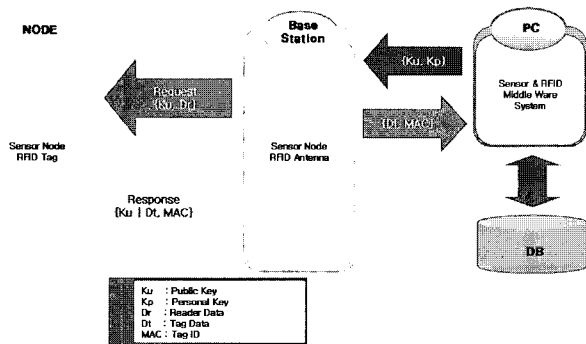 NODE
Base
Station
PC
{Ku, Kp}
Request
{Ku, Dr}
Sensor & RFID
Middle Ware
System
{Dt, MAC}
Sensor Node
RFID Tag
Sensor Node
RFID Antenna
Response
{Ku | Dt, MAC}
DB
Ku : Public Key
Kp : Personal Key
Dr : Reader Data
Dt : Tag Data
MAC : Tag ID